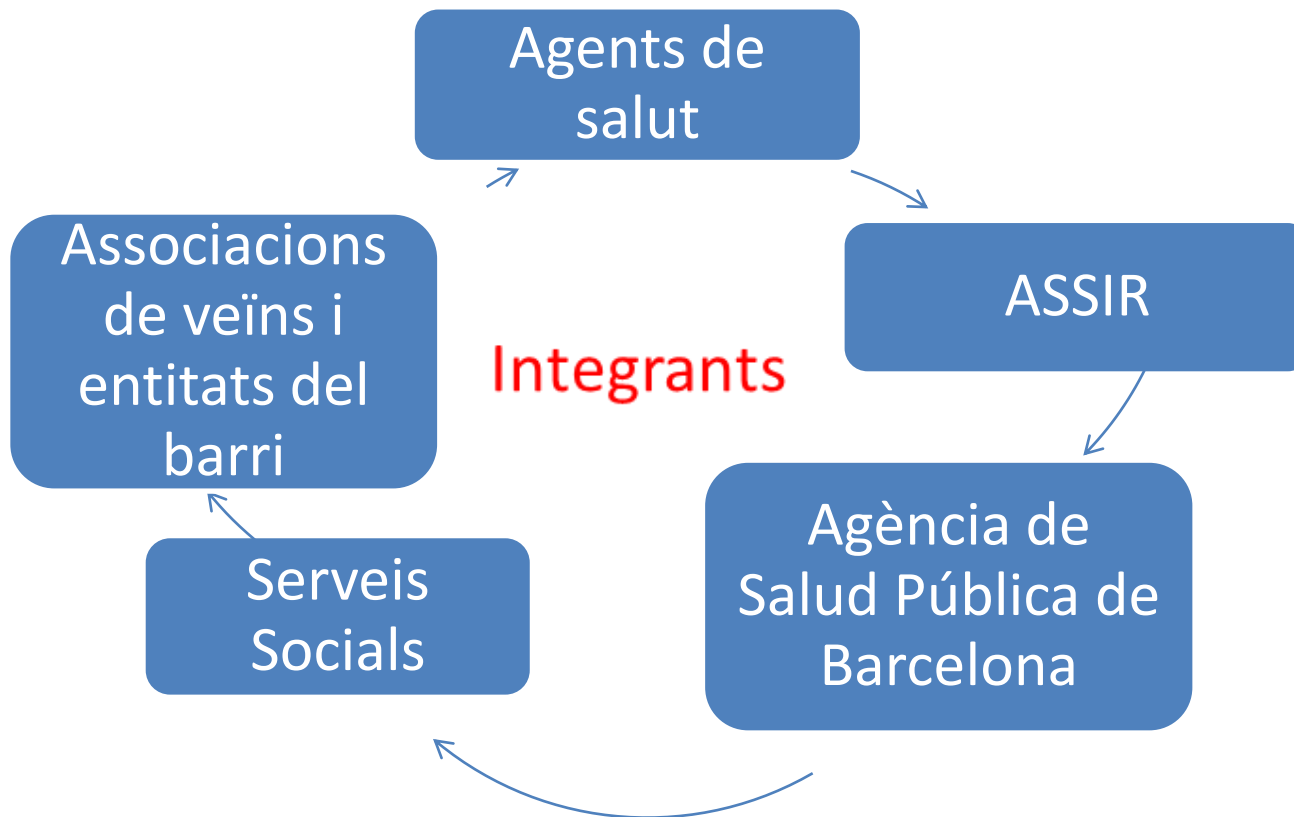 Agents de
salut
ASSIR
Agència de
Salud Pública de
Barcelona
Serveis
Socials
Associacions
de veïns i
entitats del
barri
Integrants